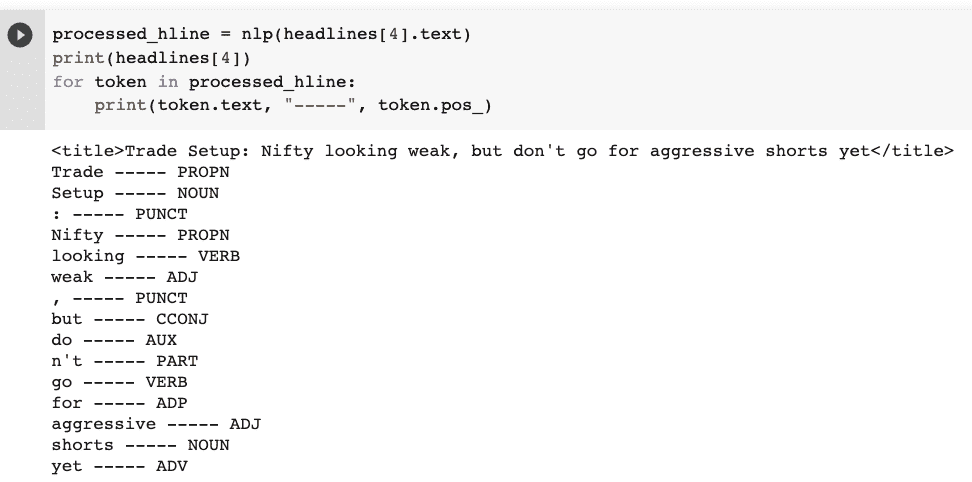 processed_hline = nlp(headlines[4].text)
print(headlines[4])
for token in processed_hline:
    print(token.text, "-----", token.pos_)
<title>Trade Setup: Nifty looking weak, but don't go for aggressive shorts yet</title>
Trade ----- PROPN
Setup ----- NOUN
: ----- PUNCT
Nifty ----- PROPN
looking ----- VERB
weak ----- ADJ
, ----- PUNCT
but ----- CCONJ
do ----- AUX
n't ----- PART
go ----- VERB
for ----- ADP
aggressive ----- ADJ
shorts ----- NOUN
yet ----- ADV